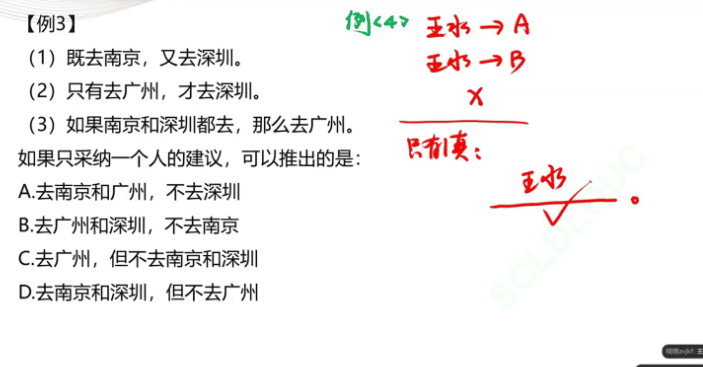 【例3】
（1）既去南京，又去深圳。
（2）只有去广州，才去深圳。
（3）如果南京和深圳都去，那么去广州。
如果只采纳一个人的建议，可以推出的是：
A.去南京和广州，不去深圳
B.去广州和深圳，不去南京
C.去广州，但不去南京和深圳
D.去南京和深圳，但不去广州
例<4> 王水 → A
王水 → B
X
只有1真：
王水